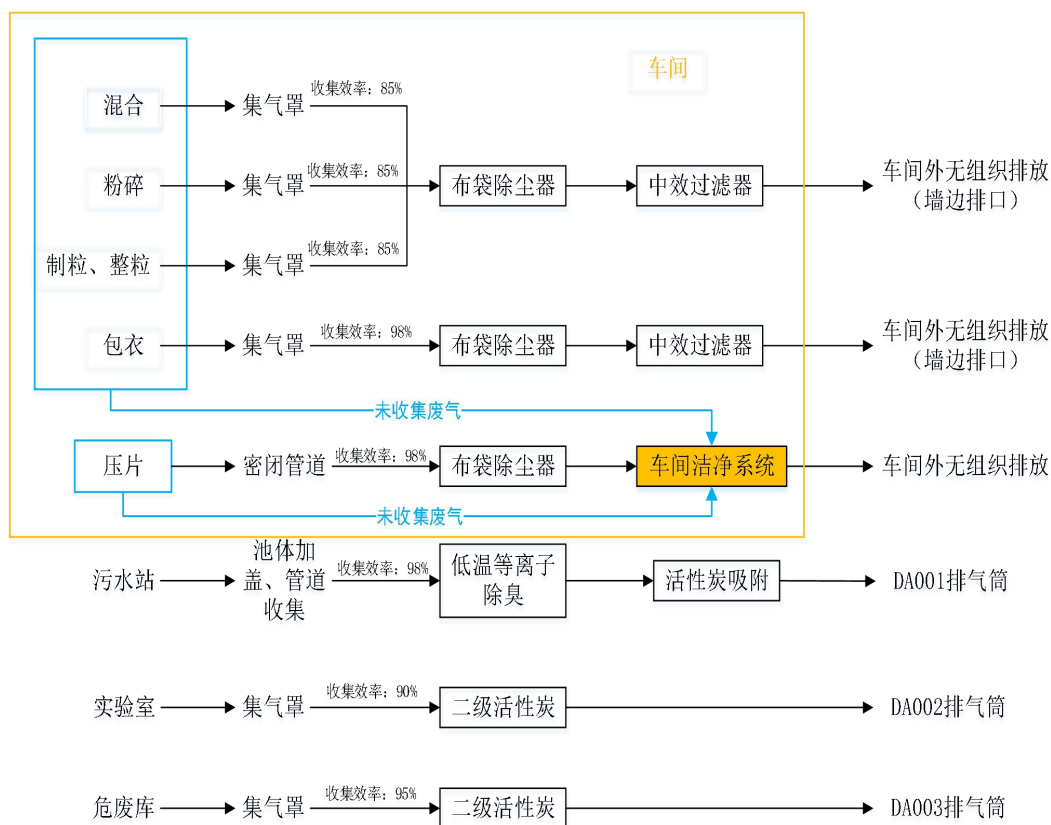 车间
混合
集气罩
收集效率：85%
粉碎
集气罩
收集效率：85%
布袋除尘器
中效过滤器
车间外无组织排放
（墙边排口）
制粒、整粒
集气罩
收集效率：85%
包衣
集气罩
收集效率：98%
布袋除尘器
中效过滤器
车间外无组织排放
（墙边排口）
未收集废气
压片
密闭管道
收集效率：98%
布袋除尘器
车间洁净系统
车间外无组织排放
未收集废气
污水站
池体加
盖、管道
收集
收集效率：98%
低温等离子
除臭
活性炭吸附
DA001排气筒
实验室
集气罩
收集效率：90%
二级活性炭
DA002排气筒
危废库
集气罩
收集效率：95%
二级活性炭
DA003排气筒